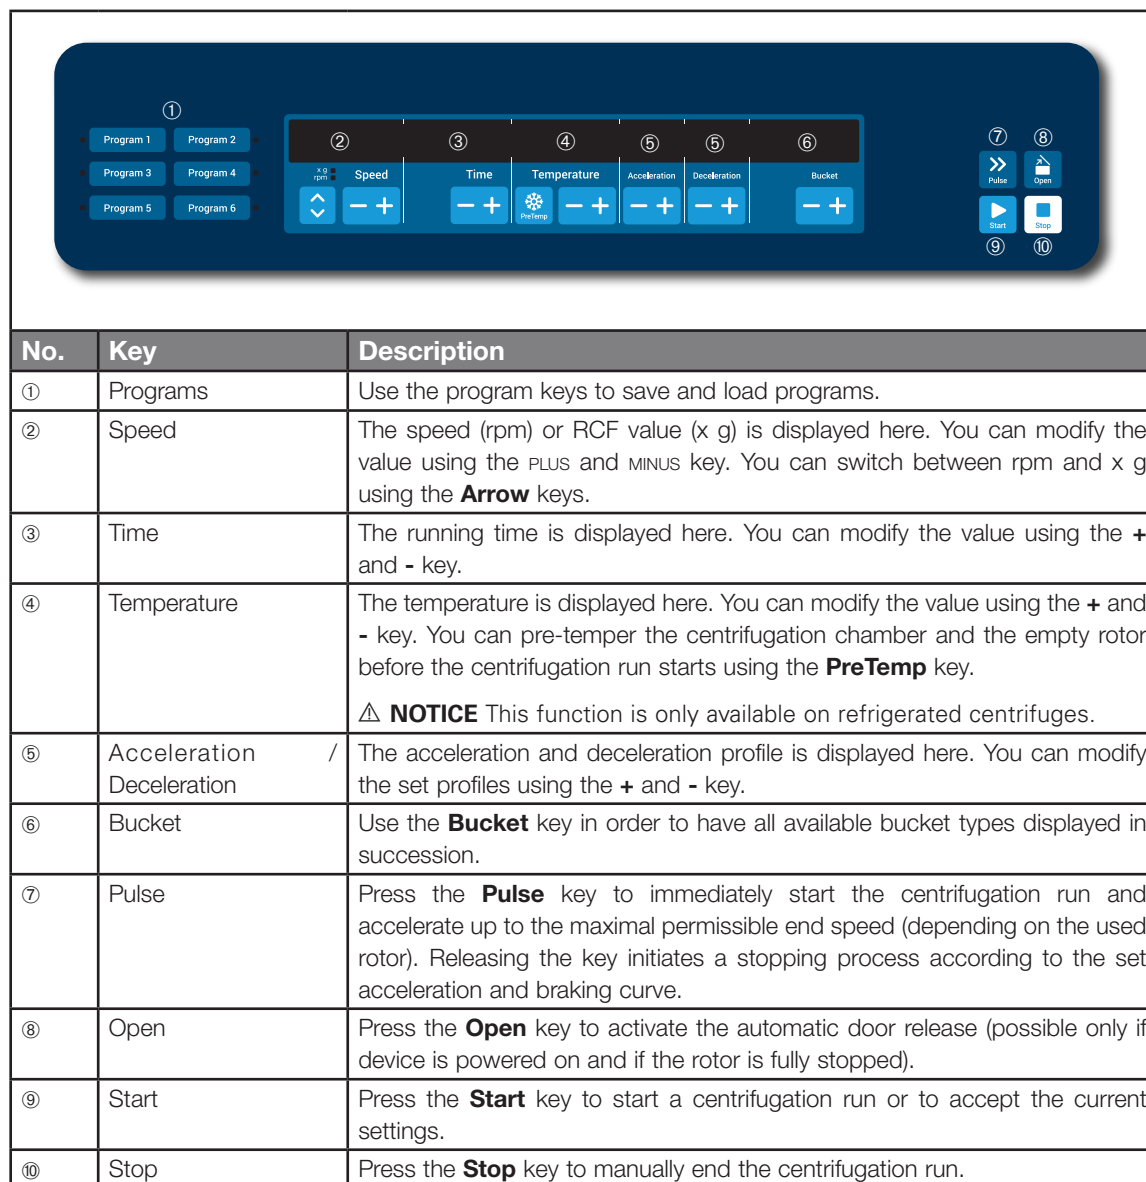 ①
Program 1 Program 2
Program 3 Program 4
Program 5 Program 6
② ③ ④ ⑤ ⑤ ⑥
x g
rpm
Speed Time Temperature Acceleration Deceleration Bucket
PreTemp
⑦ ⑧
Pulse Open
Start Stop
⑨ ⑩
No. Key Description
① Programs Use the program keys to save and load programs.
② Speed The speed (rpm) or RCF value (x g) is displayed here. You can modify the
value using the PLUS and MINUS key. You can switch between rpm and x g
using the Arrow keys.
③ Time The running time is displayed here. You can modify the value using the +
and - key.
④ Temperature The temperature is displayed here. You can modify the value using the + and
- key. You can pre-temper the centrifugation chamber and the empty rotor
before the centrifugation run starts using the PreTemp key.
⚠ NOTICE This function is only available on refrigerated centrifuges.
⑤ Acceleration / The acceleration and deceleration profile is displayed here. You can modify
Deceleration the set profiles using the + and - key.
⑥ Bucket Use the Bucket key in order to have all available bucket types displayed in
succession.
⑦ Pulse Press the Pulse key to immediately start the centrifugation run and
accelerate up to the maximal permissible end speed (depending on the used
rotor). Releasing the key initiates a stopping process according to the set
acceleration and braking curve.
⑧ Open Press the Open key to activate the automatic door release (possible only if
device is powered on and if the rotor is fully stopped).
⑨ Start Press the Start key to start a centrifugation run or to accept the current
settings.
⑩ Stop Press the Stop key to manually end the centrifugation run.